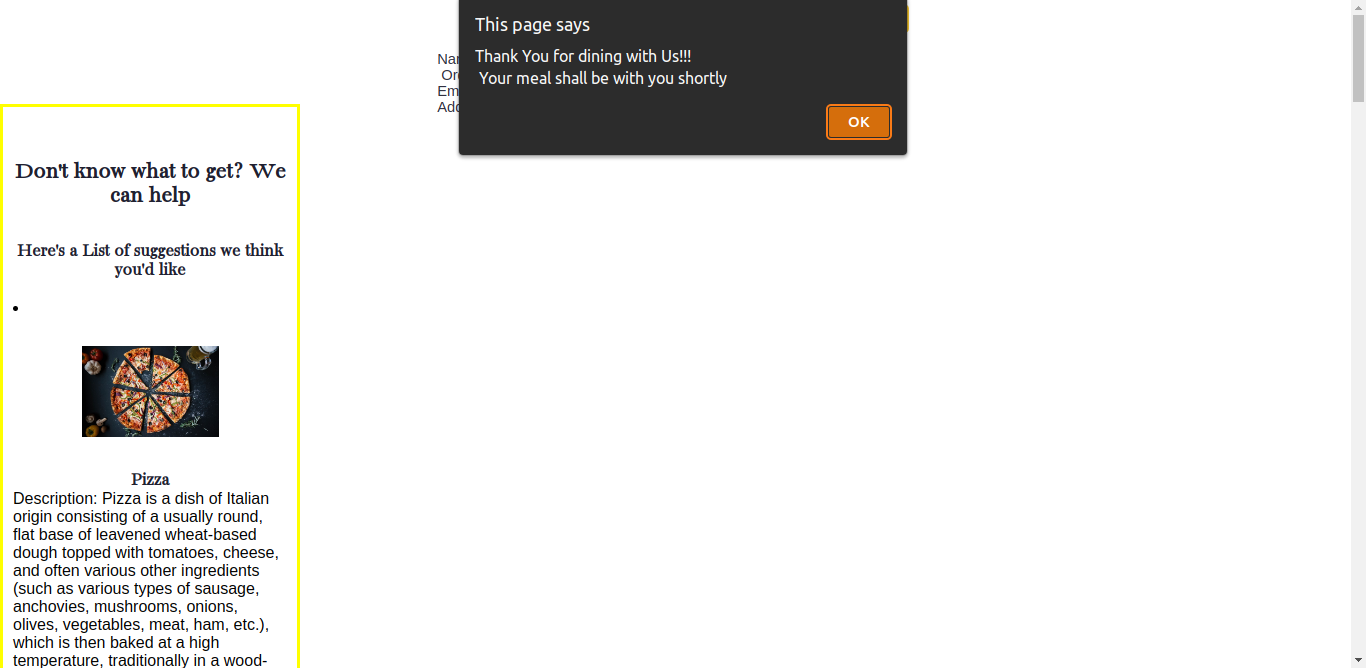 This page says
Thank You for dining with Us!!!
Your meal shall be with you shortly
OK
Don't know what to get? We
can help
Here's a List of suggestions we think
you'd like
Pizza
Description: Pizza is a dish of Italian
origin consisting of a usually round,
flat base of leavened wheat-based
dough topped with tomatoes, cheese,
and often various other ingredients
(such as various types of sausage,
anchovies, mushrooms, onions,
olives, vegetables, meat, ham, etc.),
which is then baked at a high
temperature, traditionally in a wood-